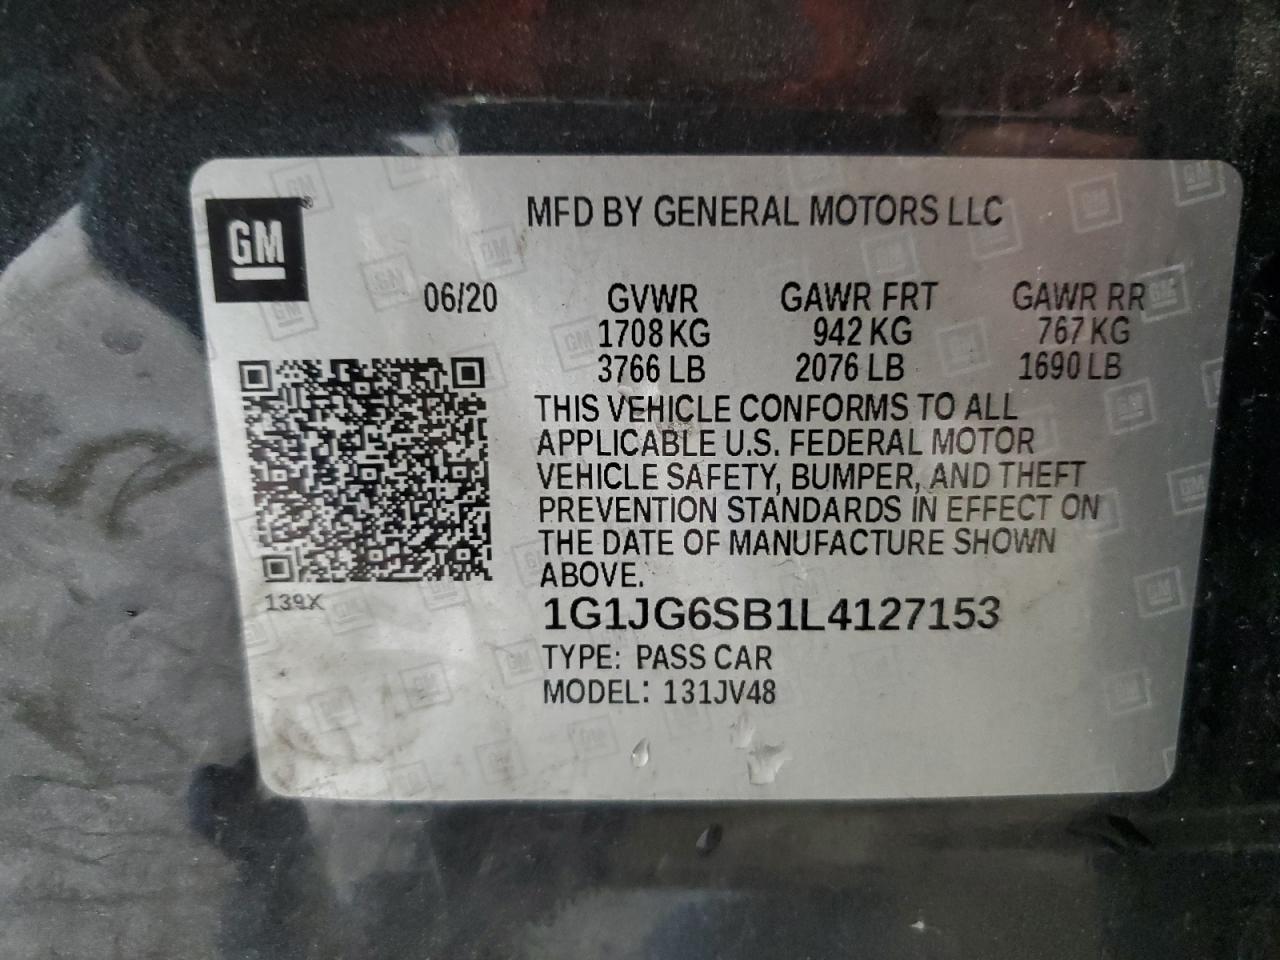 GM®
MFD BY GENERAL MOTORS LLC
06/20
GVWR GAWR FRT GAWR RR
1708 KG 942 KG 767 KG
3766 LB 2076 LB 1690 LB
THIS VEHICLE CONFORMS TO ALL
APPLICABLE U.S. FEDERAL MOTOR
VEHICLE SAFETY, BUMPER, AND THEFT
PREVENTION STANDARDS IN EFFECT ON
THE DATE OF MANUFACTURE SHOWN
ABOVE.
139X
1G1JG6SB1L4127153
TYPE: PASS CAR
MODEL: 131JV48